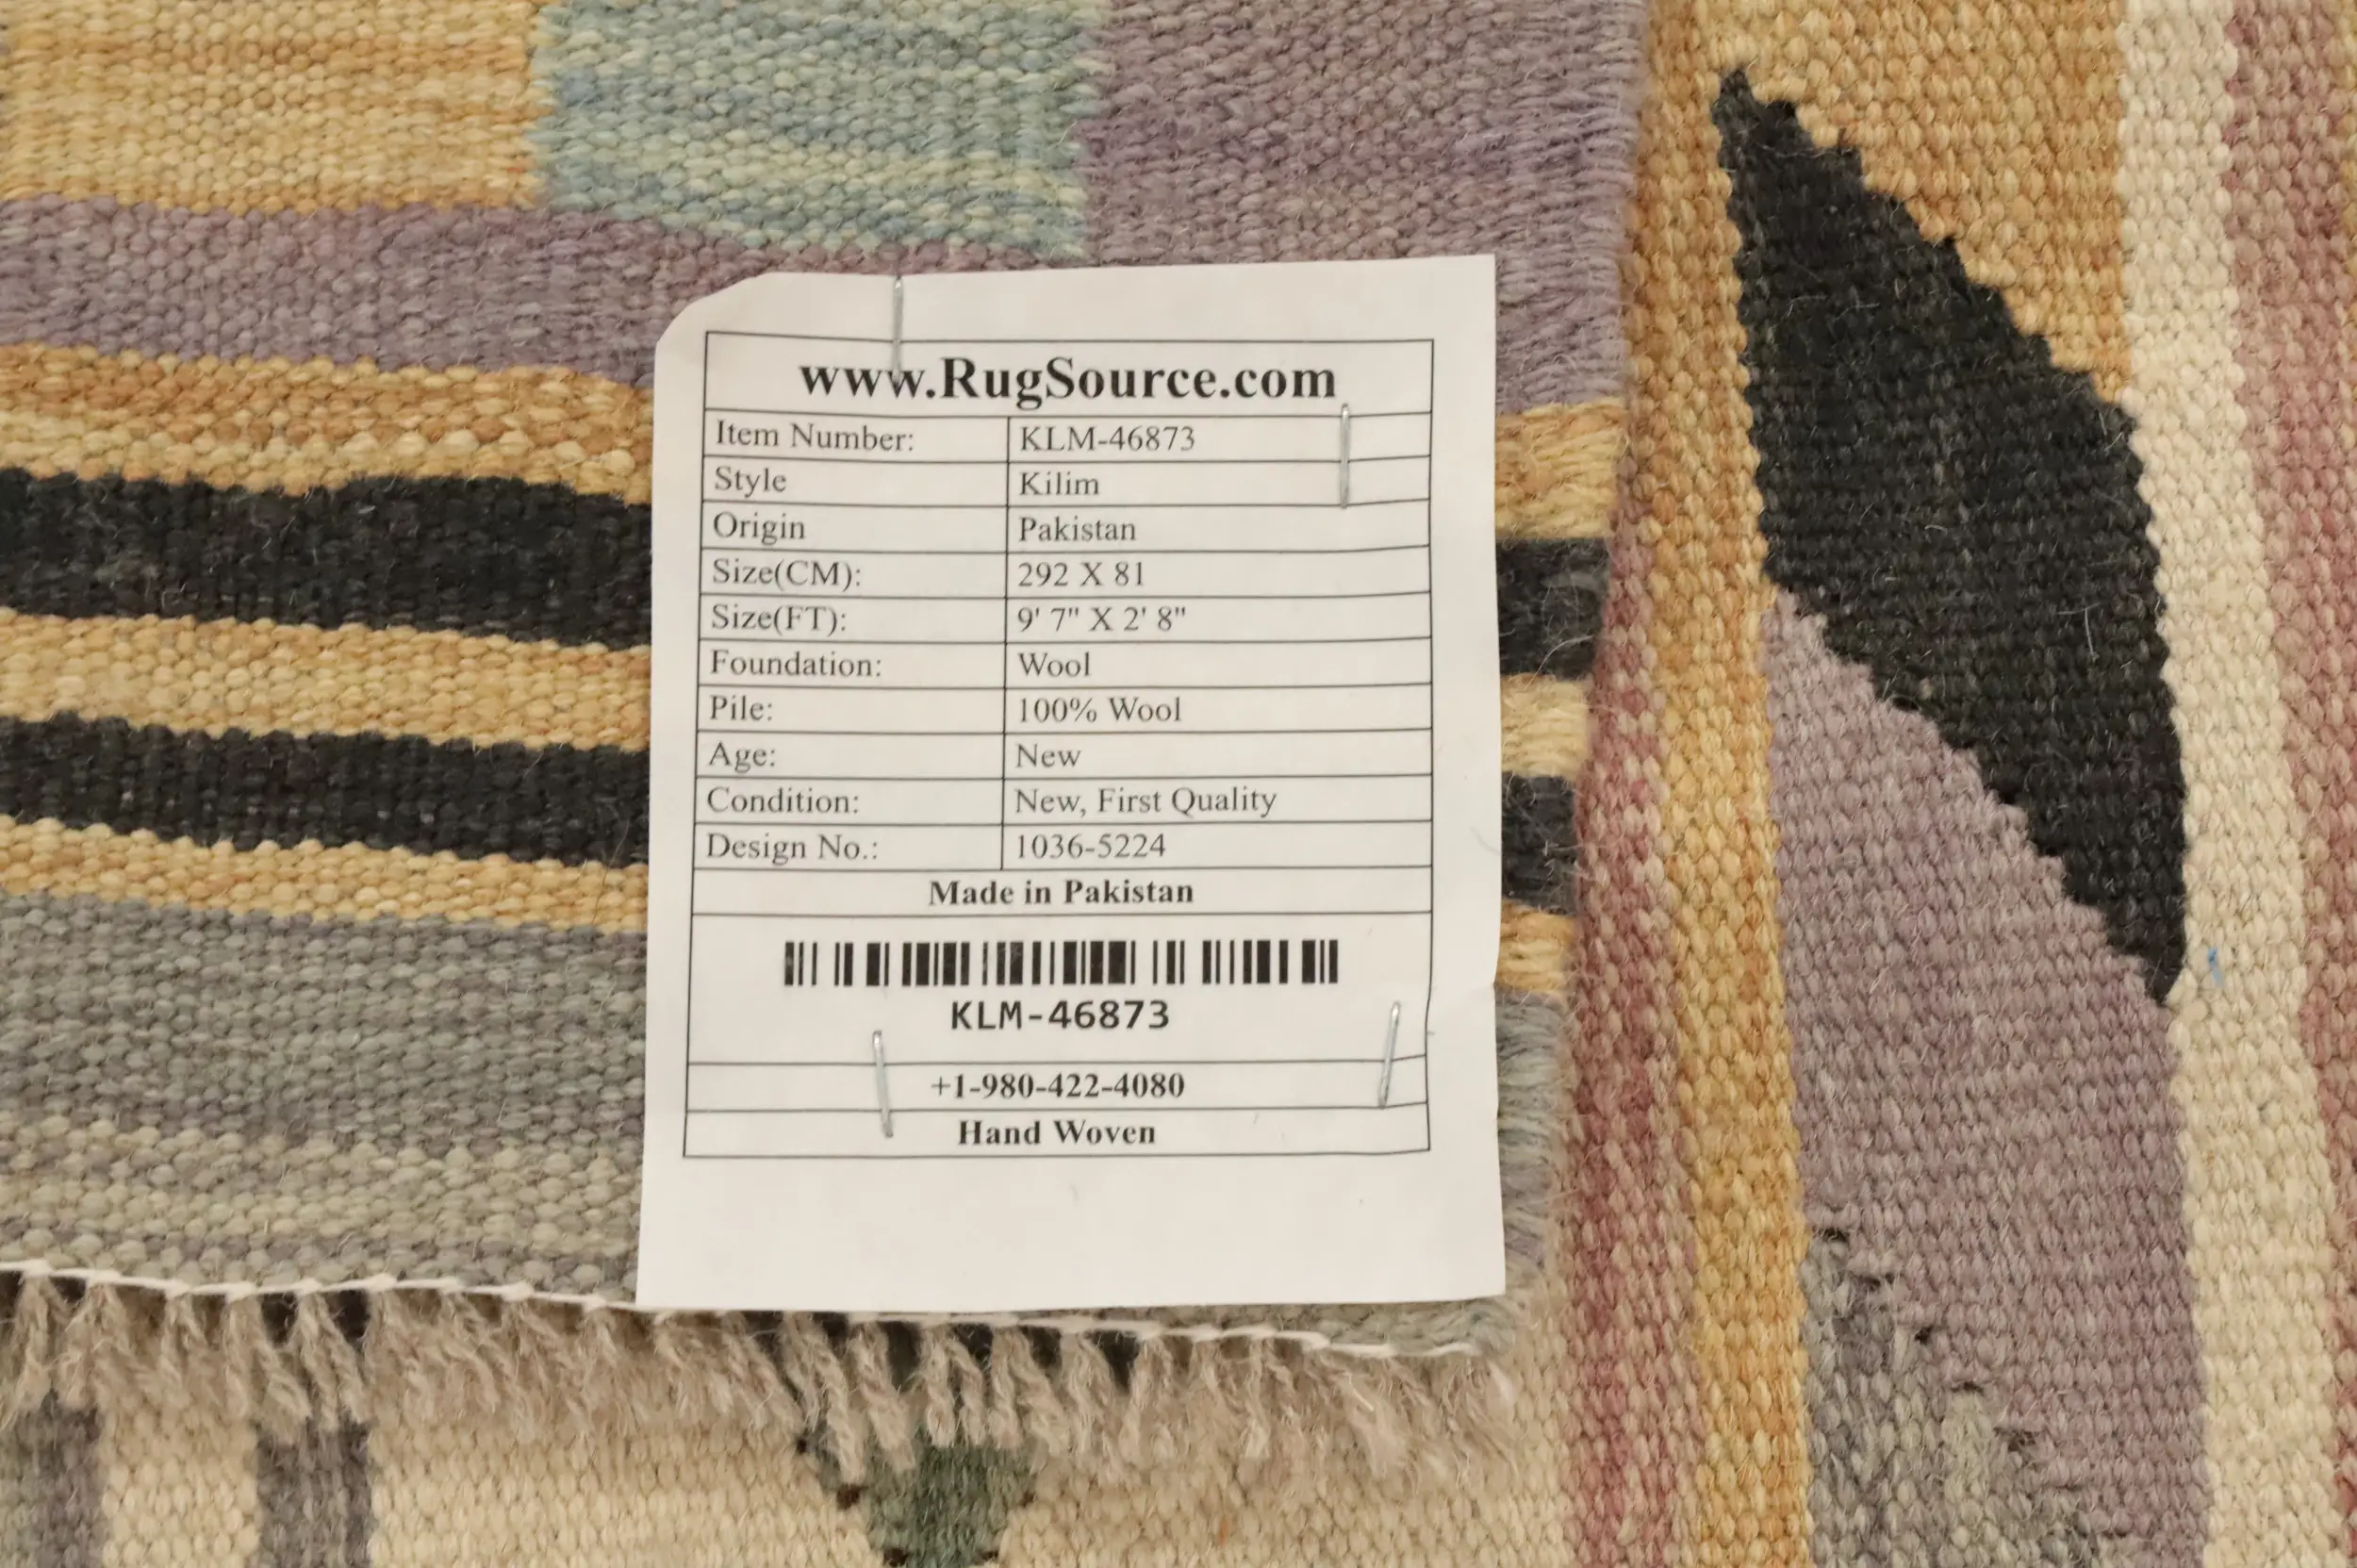 www.RugSource.com
Item Number: KLM-46873
Style Kilim
Origin Pakistan
Size(CM): 292 X 81
Size(FT): 9' 7" X 2' 8"
Foundation: Wool
Pile: 100% Wool
Age: New
Condition: New, First Quality
Design No.: 1036-5224
Made in Pakistan
KLM-46873
+1-980-422-4080
Hand Woven